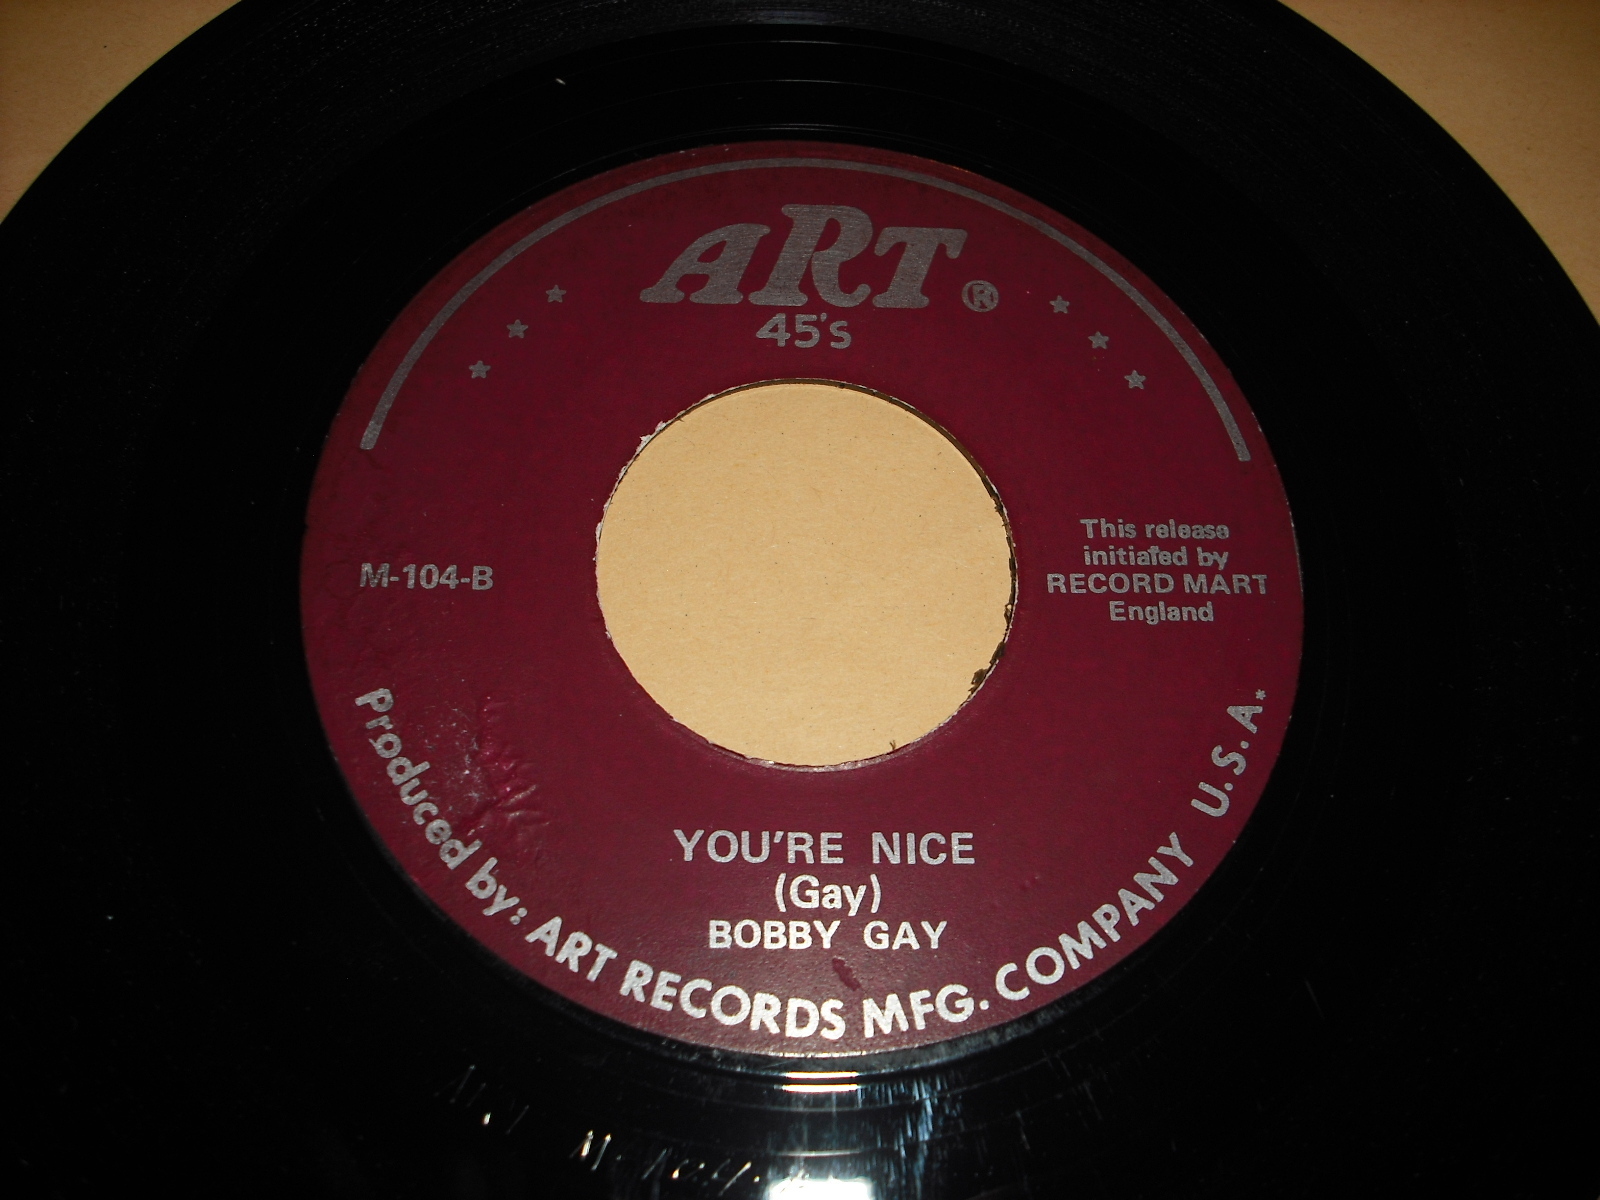 ART ®
45's
M-104-B
This release
initiated by
RECORD MART
England
YOU'RE NICE
(Gay)
BOBBY GAY
Produced by: ART RECORDS MFG. COMPANY U.S.A.